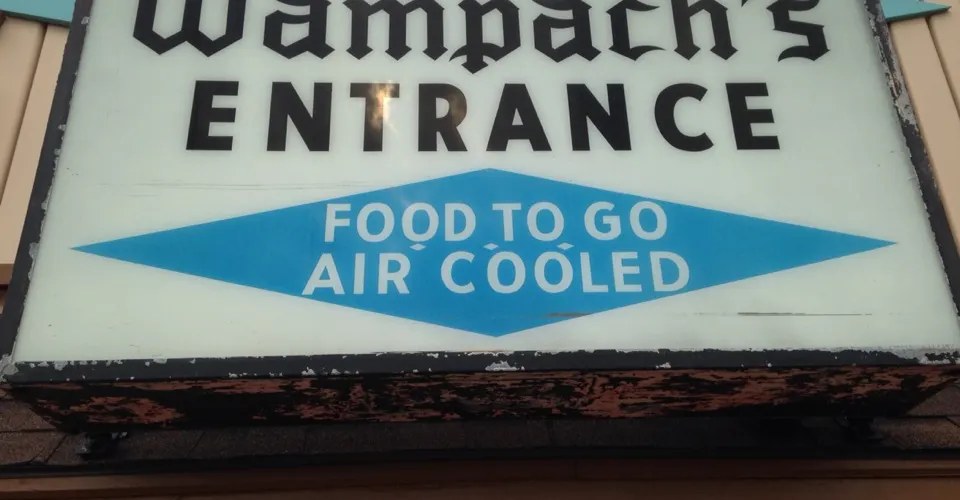 Wampach's
ENTRANCE
FOOD TO GO
AIR COOLED